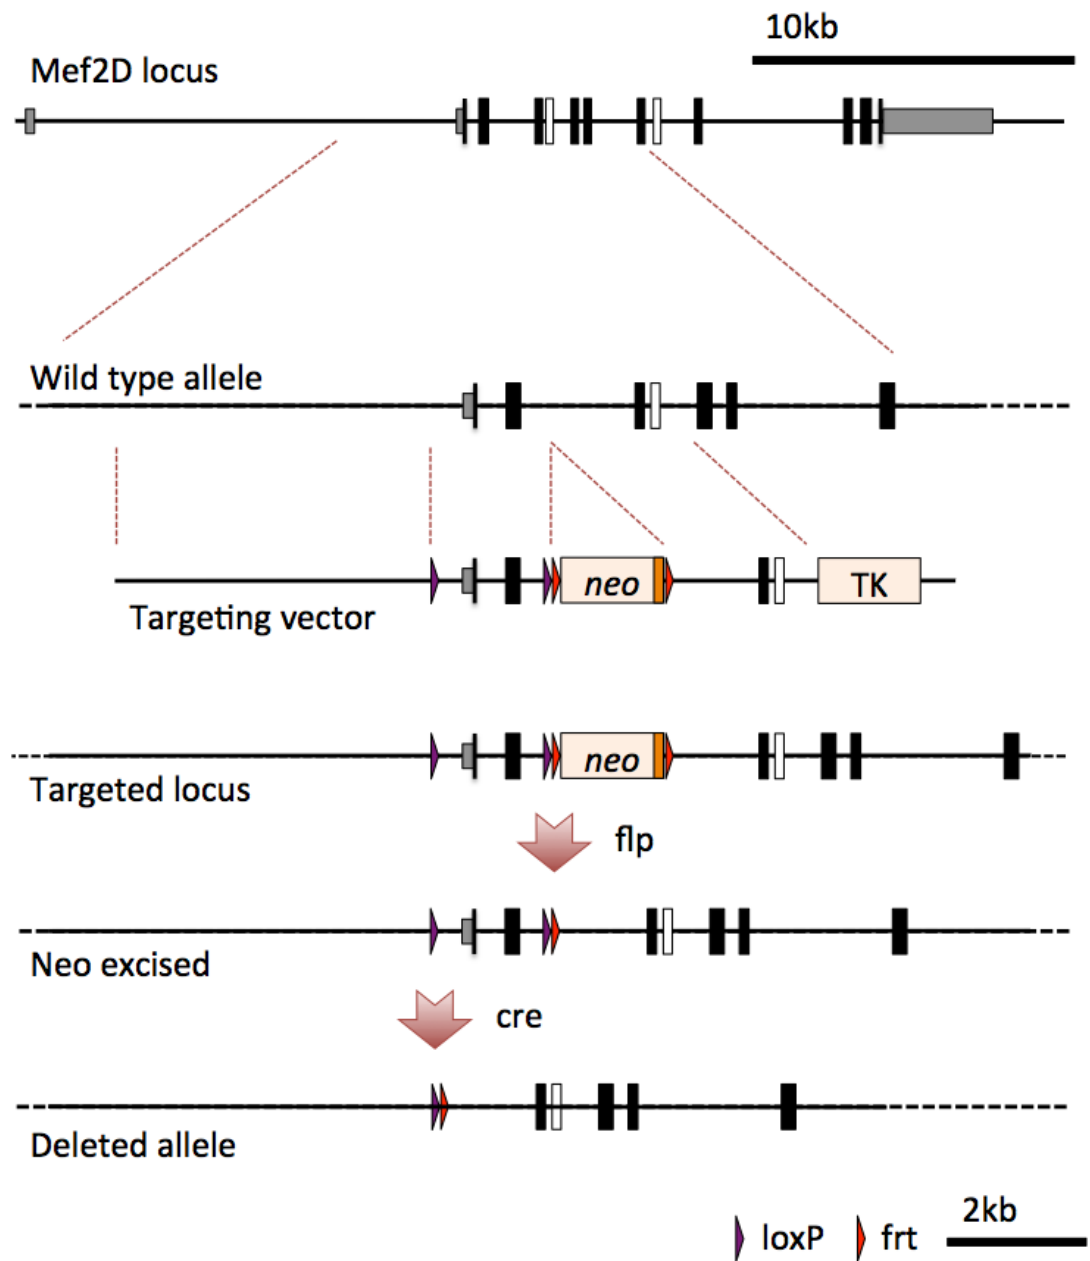 10kb
Mef2D locus
Wild type allele
neo
TK
Targeting vector
neo
Targeted locus
flp
Neo excised
cre
Deleted allele
2kb
loxP
frt